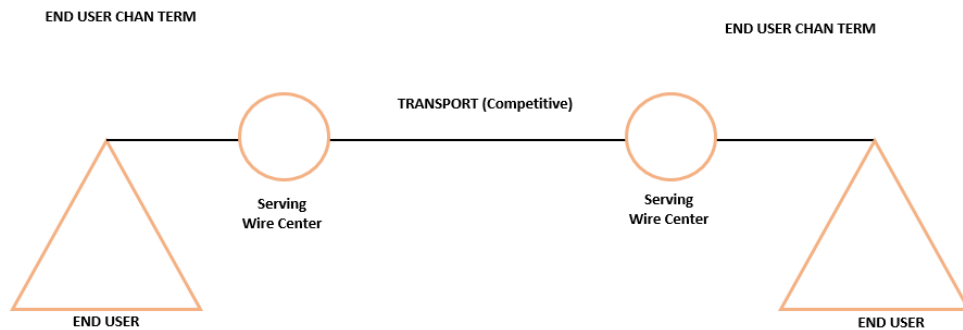 END USER CHAN TERM
END USER CHAN TERM
TRANSPORT (Competitive)
Serving
Wire Center
Serving
Wire Center
END USER
END USER